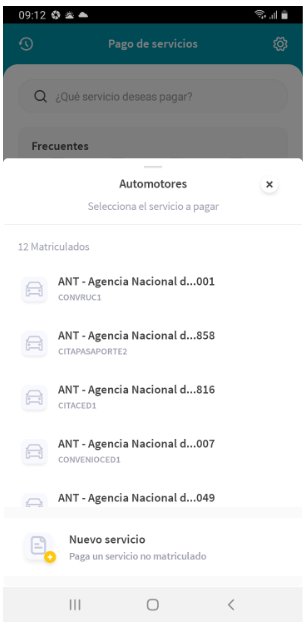 09:12
Pago de servicios
¿Qué servicio deseas pagar?
Frecuentes
Automotores
Selecciona el servicio a pagar
12 Matriculados
ANT - Agencia Nacional d...001
CONVRUC1
ANT - Agencia Nacional d...858
CITAPASAPORTE2
ANT - Agencia Nacional d...816
CITACED1
ANT - Agencia Nacional d...007
CONVENIOCED1
ANT - Agencia Nacional d...049
Nuevo servicio
Paga un servicio no matriculado